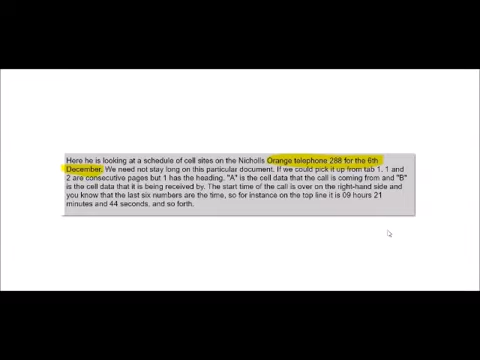 Here he is looking at a schedule of cell sites on the Nicholls Orange telephone 288 for the 6th
December. We need not stay long on this particular document. If we could pick it up from tab 1. 1 and
2 are consecutive pages but 1 has the heading. "A" is the cell data that the call is coming from and "B"
is the cell data that it is being received by. The start time of the call is over on the right-hand side and
you know that the last six numbers are the time, so for instance on the top line it is 09 hours 21
minutes and 44 seconds, and so forth.